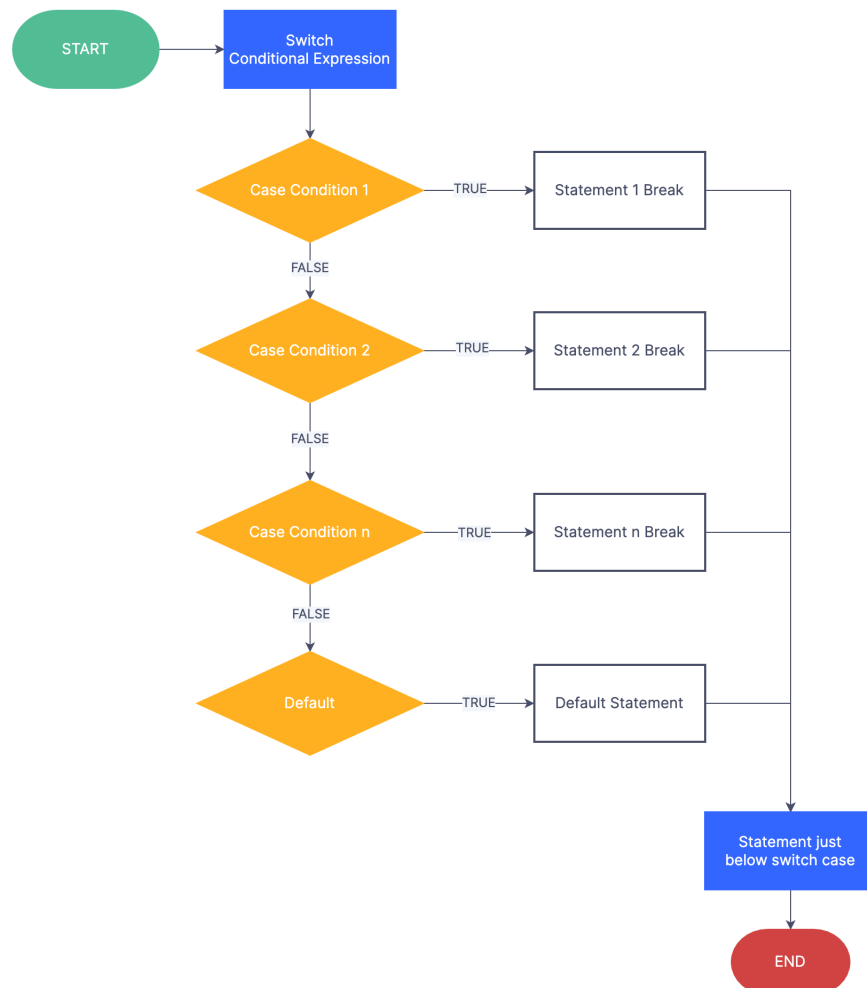 START
Switch
Conditional Expression
Case Condition 1
TRUE
Statement 1 Break
FALSE
Case Condition 2
TRUE
Statement 2 Break
FALSE
Case Condition n
TRUE
Statement n Break
FALSE
Default
TRUE
Default Statement
Statement just
below switch case
END